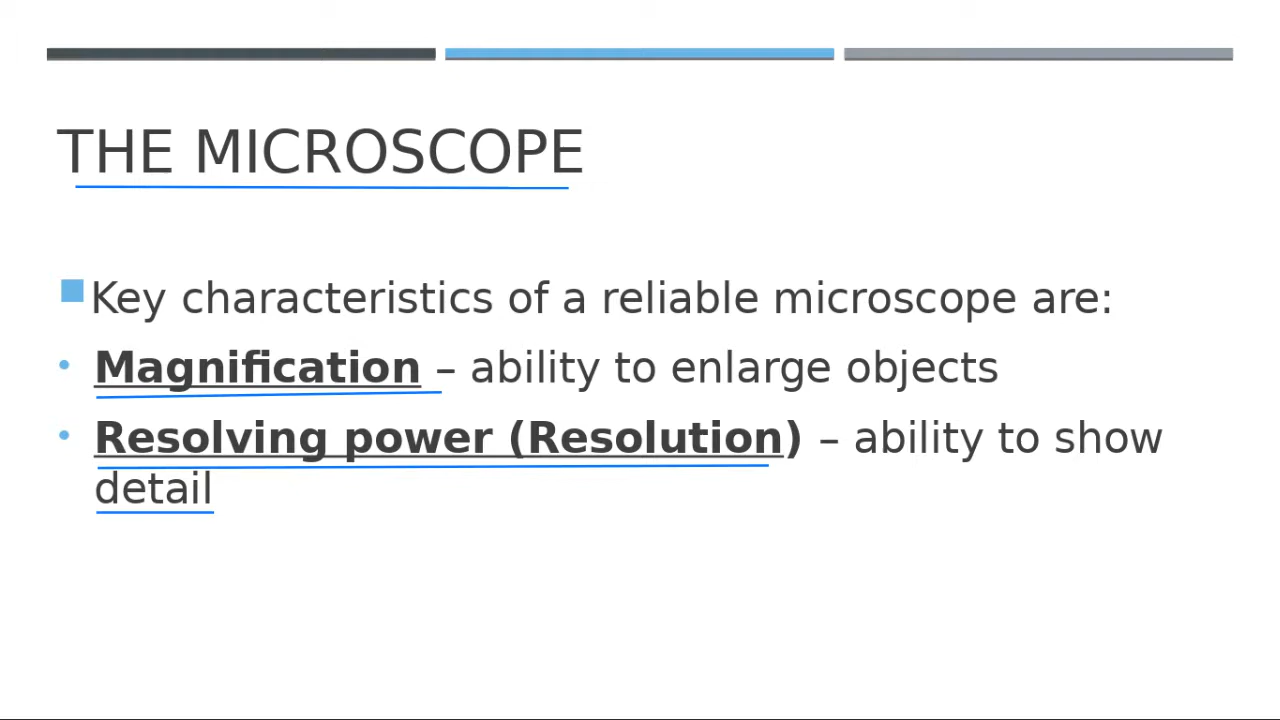 THE MICROSCOPE
Key characteristics of a reliable microscope are:
Magnification – ability to enlarge objects
Resolving power (Resolution) – ability to show
detail